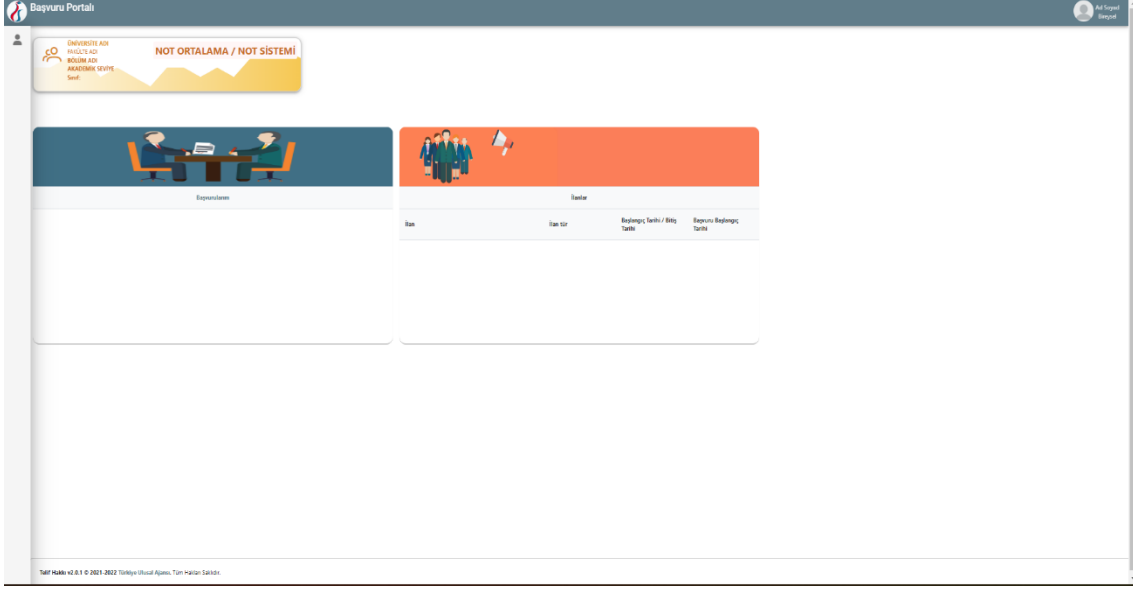 Başvuru Portalı
Ad Soyad
Bireysel
ÜNİVERSİTE ADI
FAKÜLTE ADI
BÖLÜM ADI
AKADEMİK SEVİYE
Sınıf:
NOT ORTALAMA / NOT SİSTEMİ
Başvurularım
İlanlar
İlan
İlan tür
Başlangıç Tarihi / Bitiş
Tarihi
Başvuru Başlangıç
Tarihi
Telif Hakkı v2.0.1 © 2021-2022 Türkiye Ulusal Ajansı, Tüm Hakları Saklıdır.